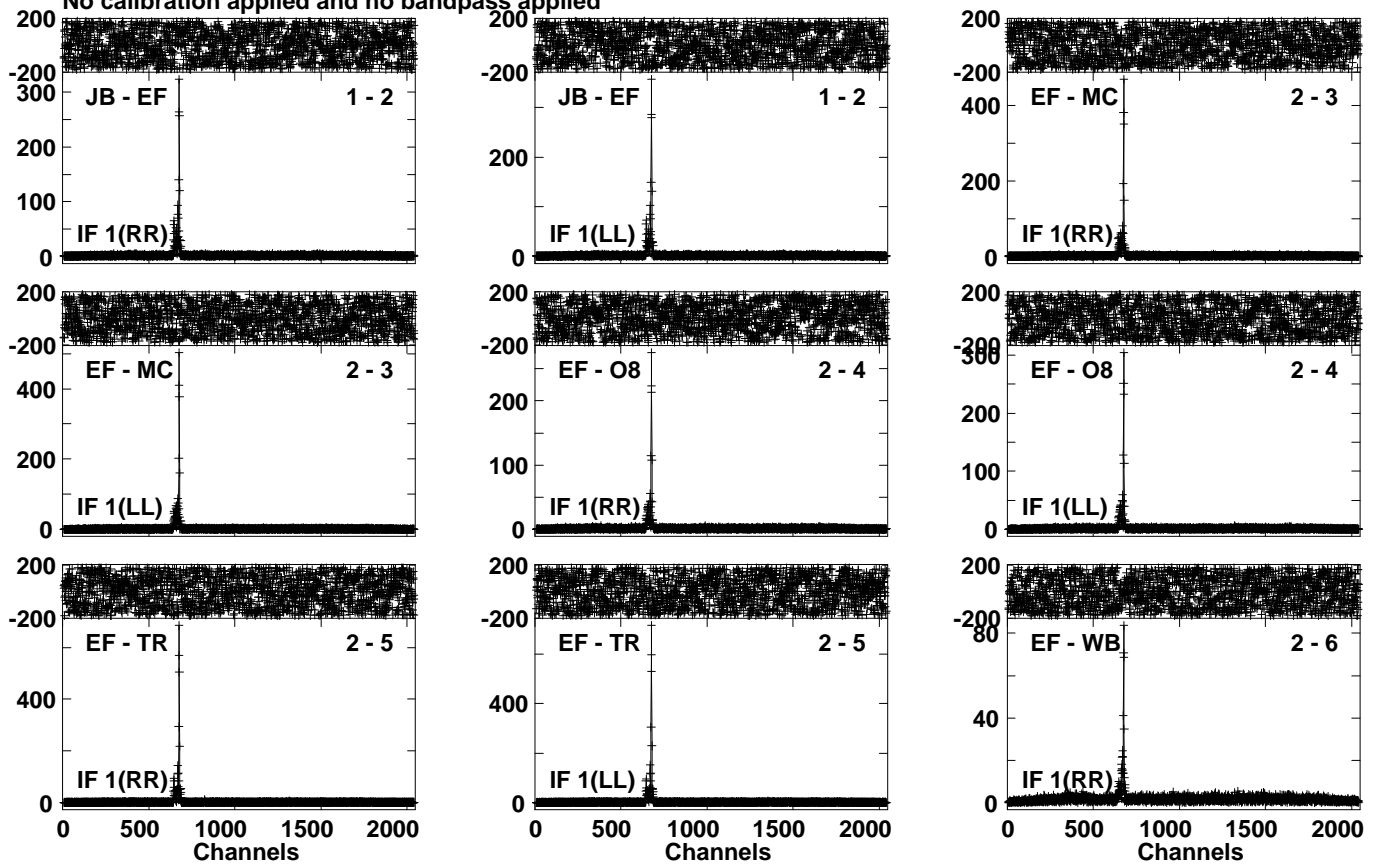 No calibration applied and no bandpass applied
200 200 200
-200 -200 -200
300 JB - EF 1 - 2 JB - EF 1 - 2 400 EF - MC 2 - 3
200 200 200
100
IF 1(RR) IF 1(LL) IF 1(RR)
0 0 0
200 200 200
-200 -200 -200
EF - MC 2 - 3 EF - O8 2 - 4 300 EF - O8 2 - 4
400 200 200
200 100 100
IF 1(LL) IF 1(RR) IF 1(LL)
0 0 0
200 200 200
-200 -200 -200
EF - TR 2 - 5 EF - TR 2 - 5 80 EF - WB 2 - 6
400 400 40
IF 1(RR) IF 1(LL) IF 1(RR)
0 0 0
0 500 1000 1500 2000 0 500 1000 1500 2000 0 500 1000 1500 2000
Channels Channels Channels